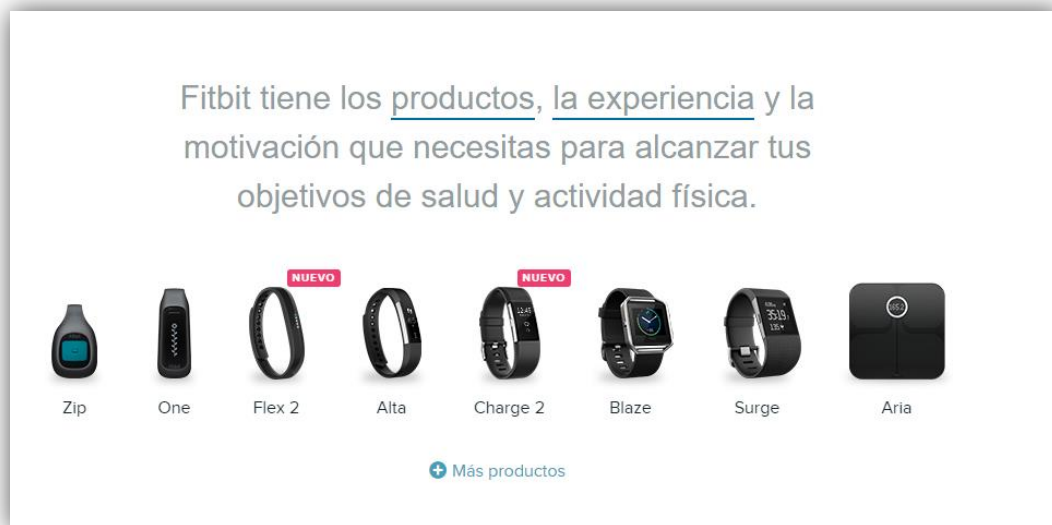 Fitbit tiene los productos, la experiencia y la
motivación que necesitas para alcanzar tus
objetivos de salud y actividad física.
NUEVO NUEVO
Zip One Flex 2 Alta Charge 2 Blaze Surge Aria
Más productos